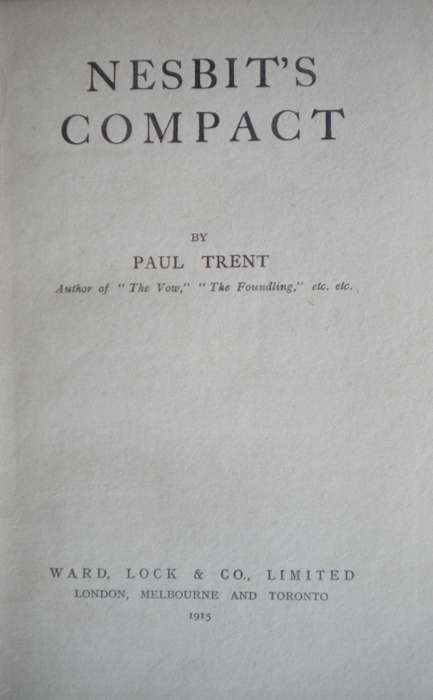 NESBIT'S
COMPACT
BY
PAUL TRENT
Author of "The Vow," "The Foundling," etc. etc.
WARD, LOCK & CO., LIMITED
LONDON, MELBOURNE AND TORONTO
1915